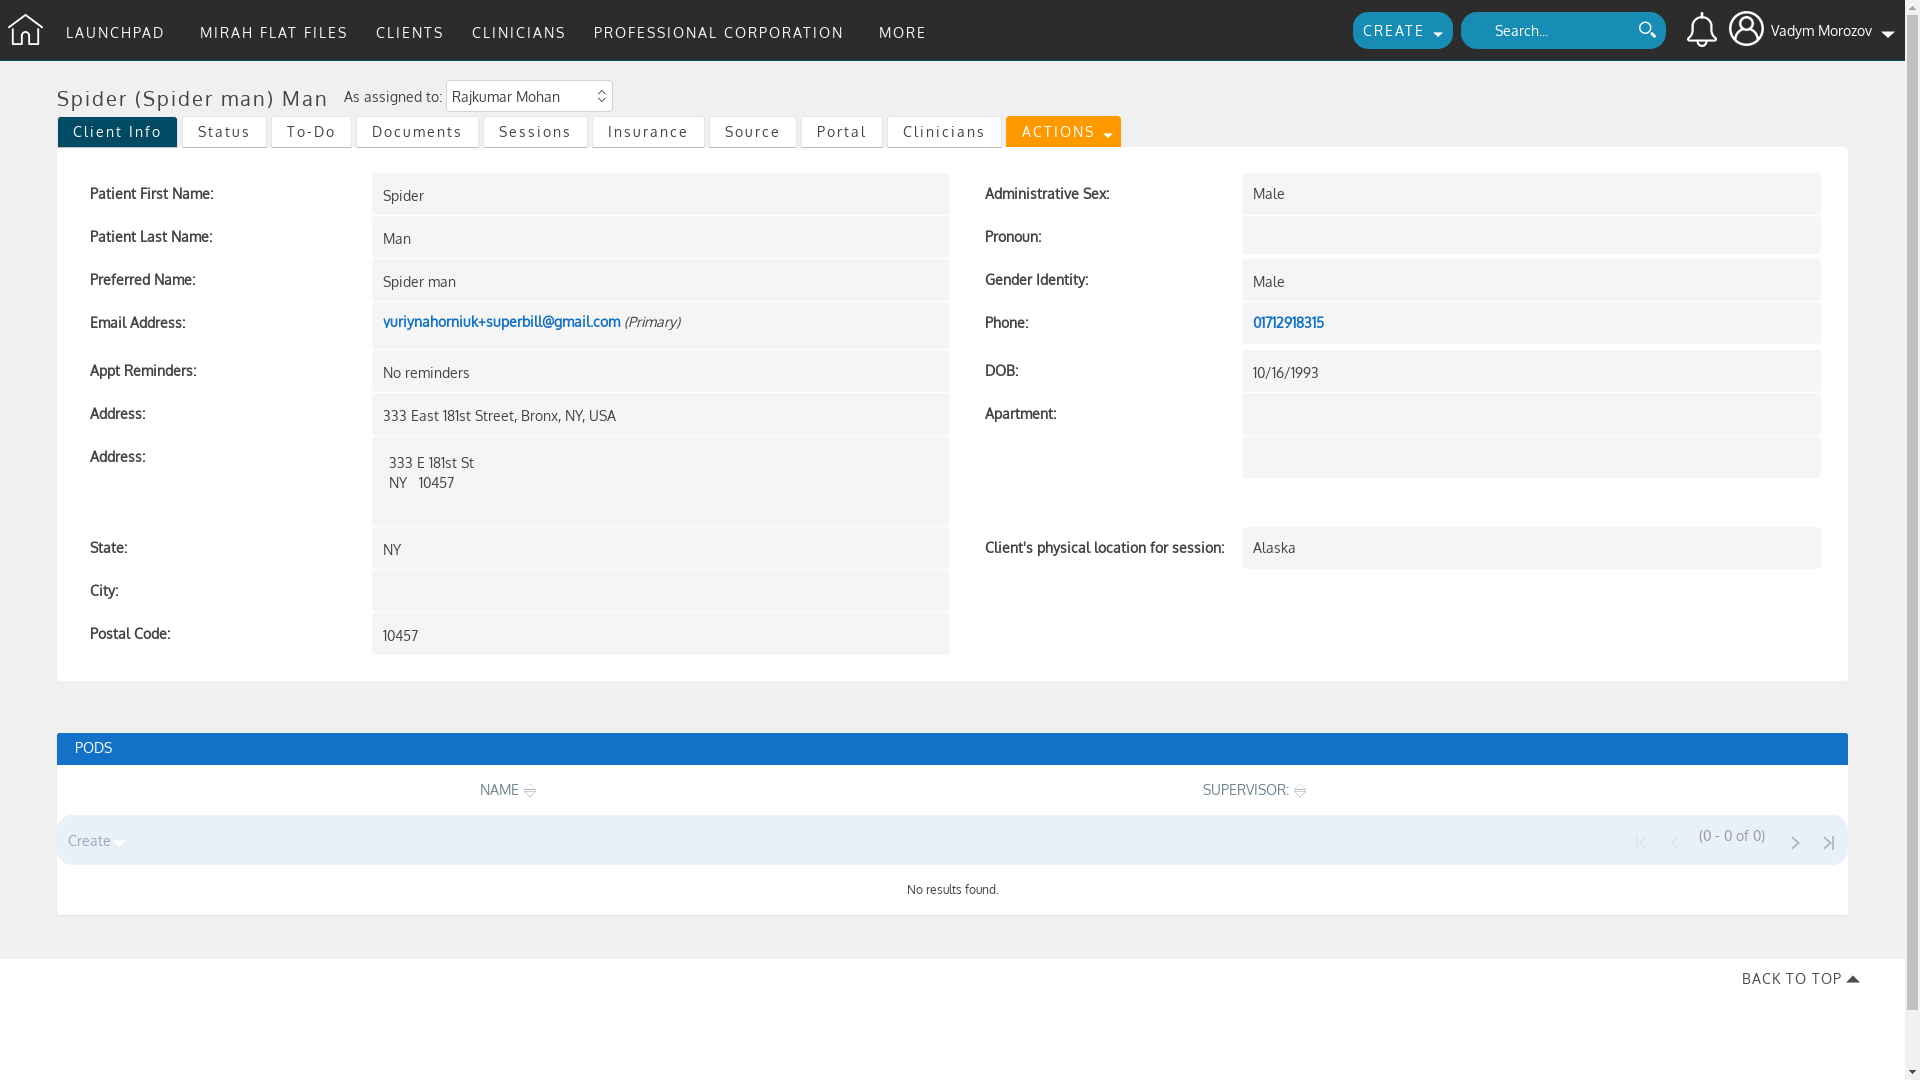 LAUNCHPAD MIRAH FLAT FILES CLIENTS CLINICIANS PROFESSIONAL CORPORATION MORE CREATE Search... Vadym Morozov
Spider (Spider man) Man As assigned to: Rajkumar Mohan
Client Info Status To-Do Documents Sessions Insurance Source Portal Clinicians ACTIONS
Patient First Name: Spider Administrative Sex: Male
Patient Last Name: Man Pronoun:
Preferred Name: Spider man Gender Identity: Male
Email Address: yuriynahorniuk+superbill@gmail.com (Primary) Phone: 01712918315
Appt Reminders: No reminders DOB: 10/16/1993
Address: 333 East 181st Street, Bronx, NY, USA Apartment:
Address: 333 E 181st St
NY 10457
State: NY Client's physical location for session: Alaska
City:
Postal Code: 10457
PODS
NAME SUPERVISOR:
Create (0 - 0 of 0)
No results found.
BACK TO TOP